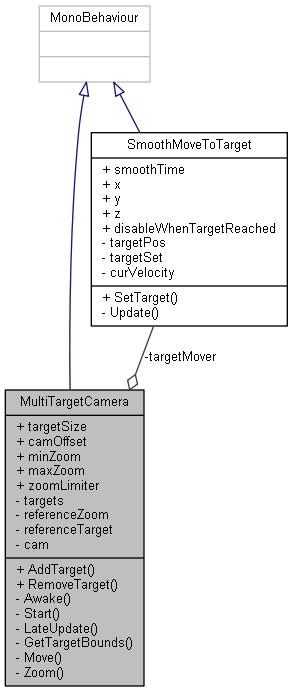 MonoBehaviour
SmoothMoveToTarget
+ smoothTime
+ x
+ y
+ z
+ disableWhenTargetReached
- targetPos
- targetSet
- curVelocity
+ SetTarget()
- Update()
-targetMover
MultiTargetCamera
+ targetSize
+ camOffset
+ minZoom
+ maxZoom
+ zoomLimiter
- targets
- referenceZoom
- referenceTarget
- cam
+ AddTarget()
+ RemoveTarget()
- Awake()
- Start()
- LateUpdate()
- GetTargetBounds()
- Move()
- Zoom()